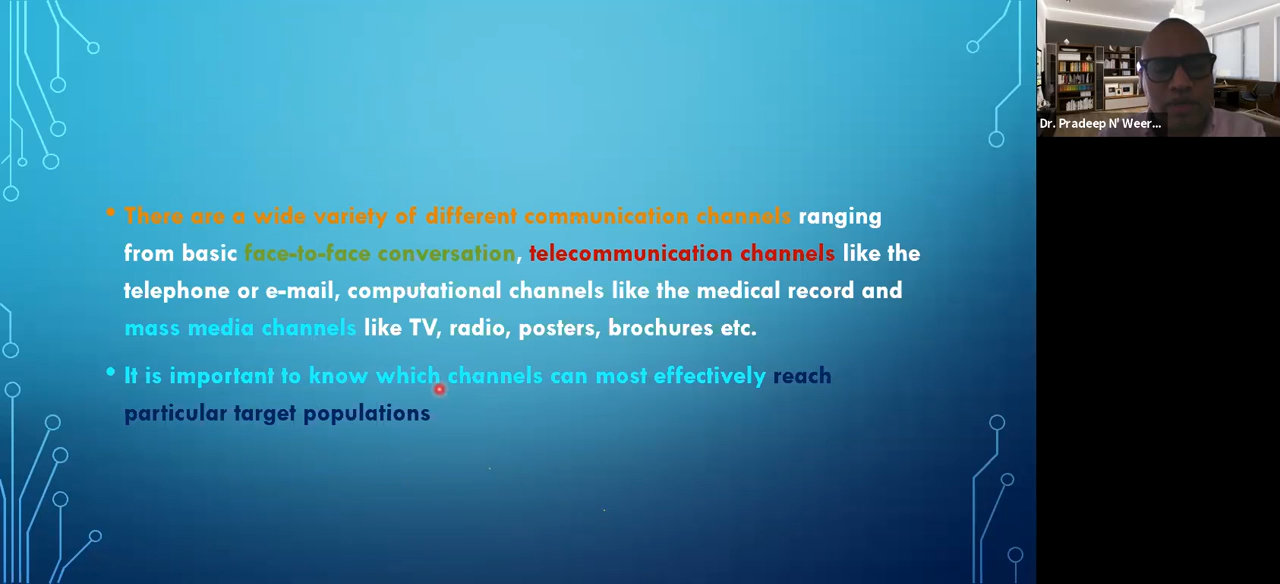 • There are a wide variety of different communication channels ranging
from basic face-to-face conversation, telecommunication channels like the
telephone or e-mail, computational channels like the medical record and
mass media channels like TV, radio, posters, brochures etc.
• It is important to know which channels can most effectively reach
particular target populations
Dr. Pradeep N' Weer...